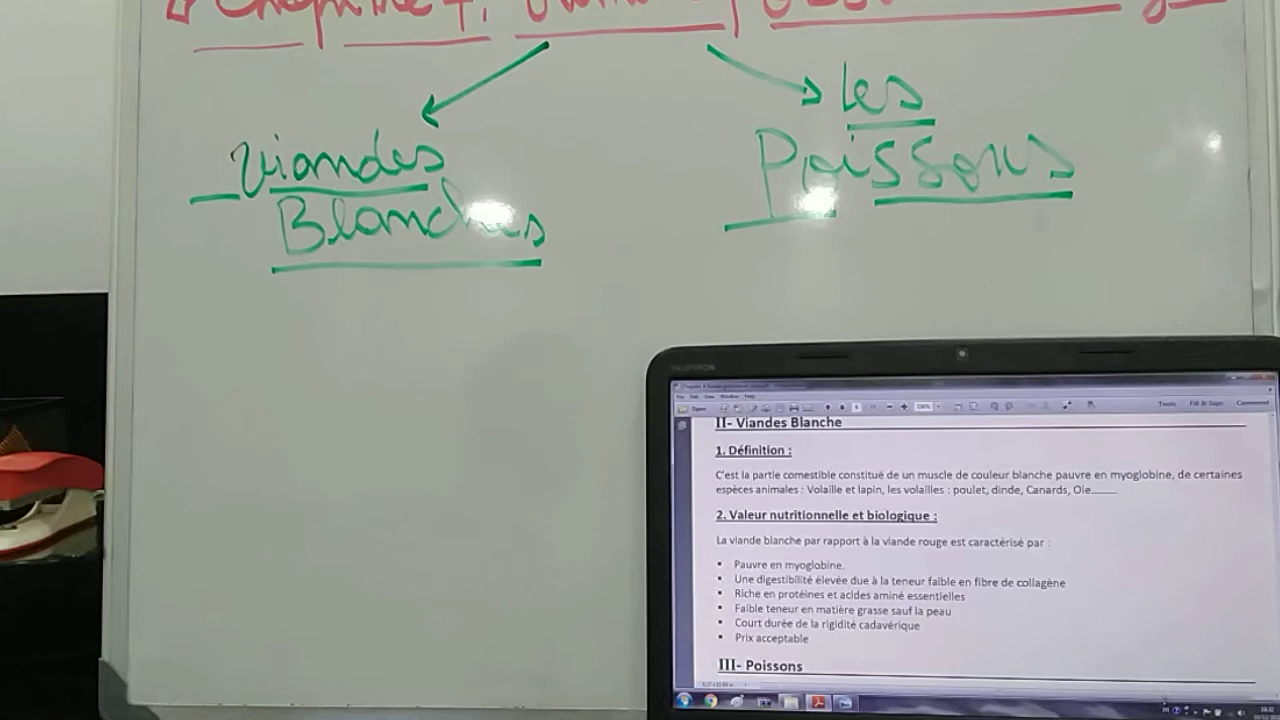 Chapitre 4:
les
Viandes
Poissons
Blanches
II- Viandes Blanche
1. Définition :
C'est la partie comestible constitué de un muscle de couleur blanche pauvre en myoglobine, de certaines
espèces animales : Volaille et lapin, les volailles : poulet, dinde, Canards, Oie......
2. Valeur nutritionnelle et biologique :
La viande blanche par rapport à la viande rouge est caractérisé par :
▪ Pauvre en myoglobine.
▪ Une digestibilité élevée due à la teneur faible en fibre de collagène
▪ Riche en protéines et acides aminé essentielles
▪ Faible teneur en matière grasse sauf la peau
▪ Court durée de la rigidité cadavérique
▪ Prix acceptable
III- Poissons